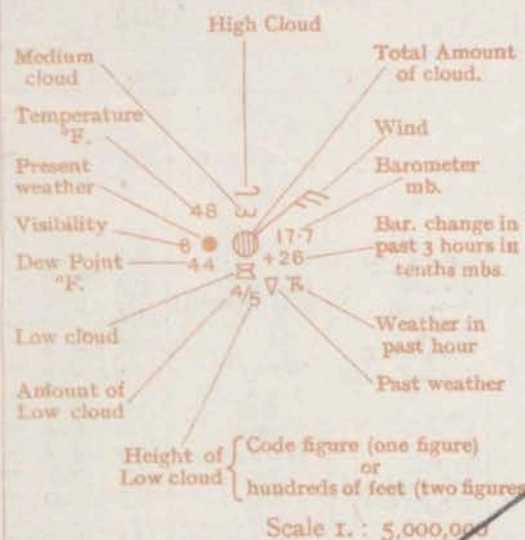 High Cloud
Medium
cloud
Total Amount
of cloud.
Temperature
°F.
Wind
Present
weather
Barometer
mb.
Visibility
Bar. change in
past 3 hours in
tenths mbs.
Dew Point
°F.
48
8
17·7
44
+26
4/5
Low cloud
Weather in
past hour
Amount of
Low cloud
Past weather
Height of
Low cloud
Code figure (one figure)
or
hundreds of feet (two figures
Scale 1. : 5,000,000